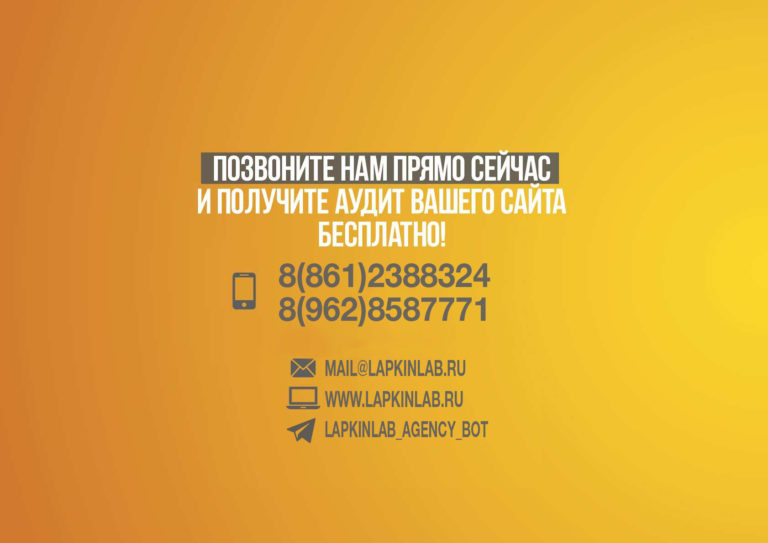 ПОЗВОНИТЕ НАМ ПРЯМО СЕЙЧАС
И ПОЛУЧИТЕ АУДИТ ВАШЕГО САЙТА
БЕСПЛАТНО!
8(861)2388324
8(962)8587771
MAIL@LAPKINLAB.RU
WWW.LAPKINLAB.RU
LAPKINLAB_AGENCY_BOT